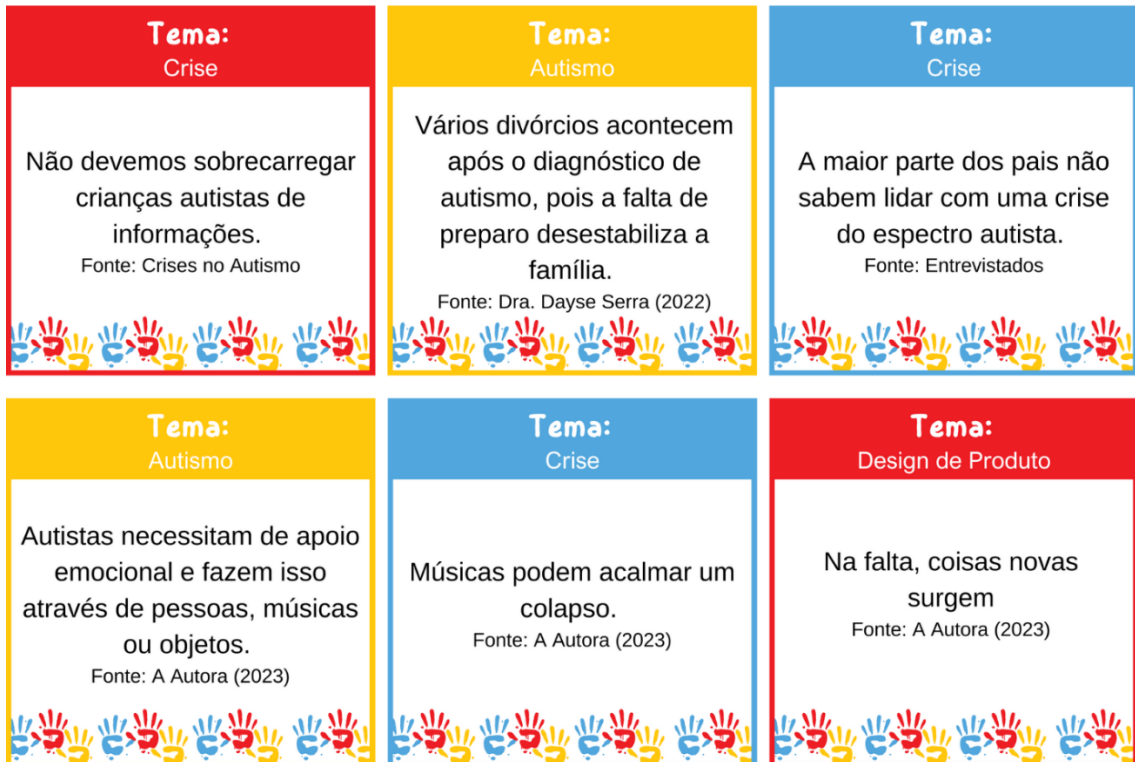 Tema:
Crise
Não devemos sobrecarregar
crianças autistas de
informações.
Fonte: Crises no Autismo
Tema:
Autismo
Vários divórcios acontecem
após o diagnóstico de
autismo, pois a falta de
preparo desestabiliza a
família.
Fonte: Dra. Dayse Serra (2022)
Tema:
Crise
A maior parte dos pais não
sabem lidar com uma crise
do espectro autista.
Fonte: Entrevistados
Tema:
Autismo
Autistas necessitam de apoio
emocional e fazem isso
através de pessoas, músicas
ou objetos.
Fonte: A Autora (2023)
Tema:
Crise
Músicas podem acalmar um
colapso.
Fonte: A Autora (2023)
Tema:
Design de Produto
Na falta, coisas novas
surgem
Fonte: A Autora (2023)